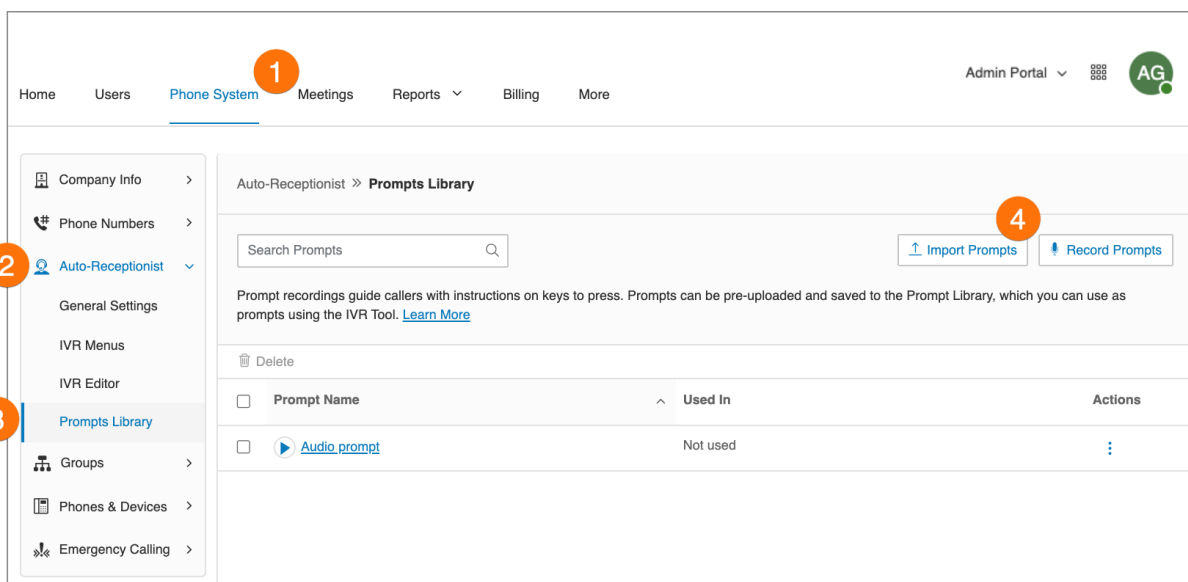 1
Admin Portal
AG
Home Users Phone System Meetings Reports Billing More
Company Info
Phone Numbers
2
Auto-Receptionist
General Settings
IVR Menus
IVR Editor
3
Prompts Library
Groups
Phones & Devices
Emergency Calling
Auto-Receptionist » Prompts Library
4
Search Prompts
Import Prompts
Record Prompts
Prompt recordings guide callers with instructions on keys to press. Prompts can be pre-uploaded and saved to the Prompt Library, which you can use as
prompts using the IVR Tool. Learn More
Delete
Prompt Name Used In Actions
Audio prompt Not used